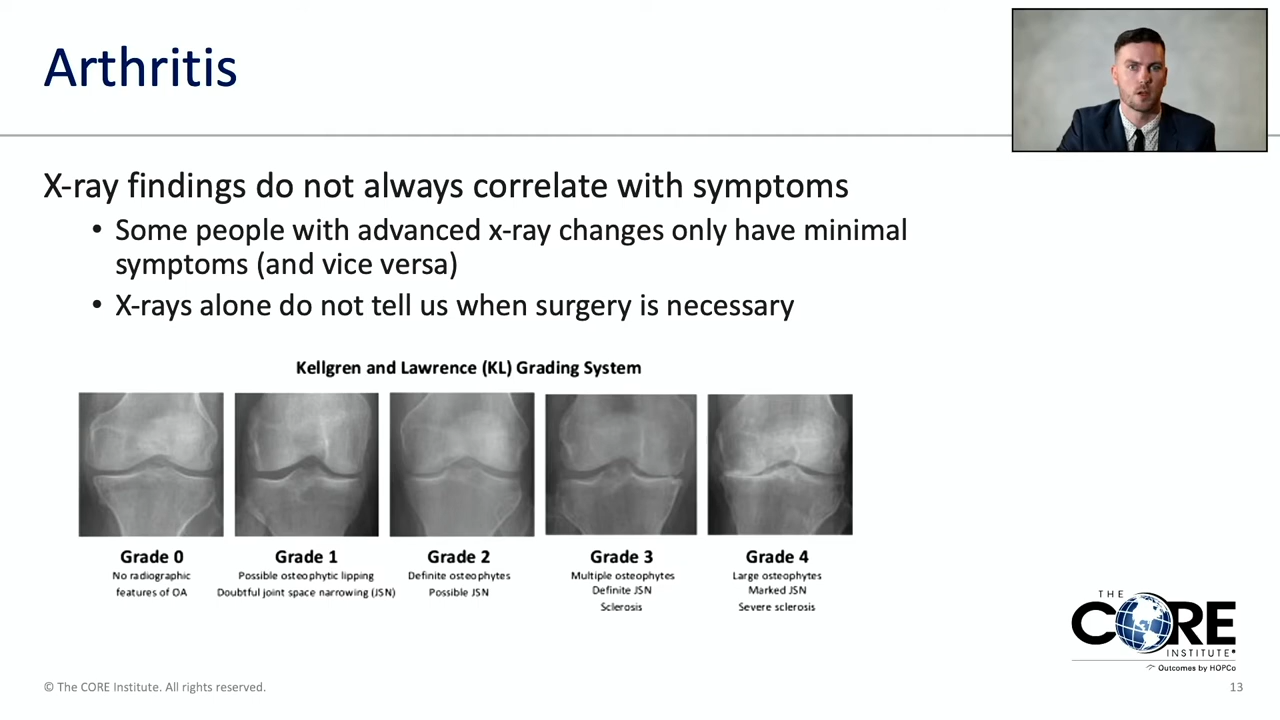 Arthritis
X-ray findings do not always correlate with symptoms
• Some people with advanced x-ray changes only have minimal
symptoms (and vice versa)
• X-rays alone do not tell us when surgery is necessary
Kellgren and Lawrence (KL) Grading System
Grade 0
No radiographic
features of OA
Grade 1
Possible osteophytic lipping
Doubtful joint space narrowing (JSN)
Grade 2
Definite osteophytes
Possible JSN
Grade 3
Multiple osteophytes
Definite JSN
Sclerosis
Grade 4
Large osteophytes
Marked JSN
Severe sclerosis
THE
CORE
INSTITUTE®
Outcomes by HOPCo
© The CORE Institute. All rights reserved.
13